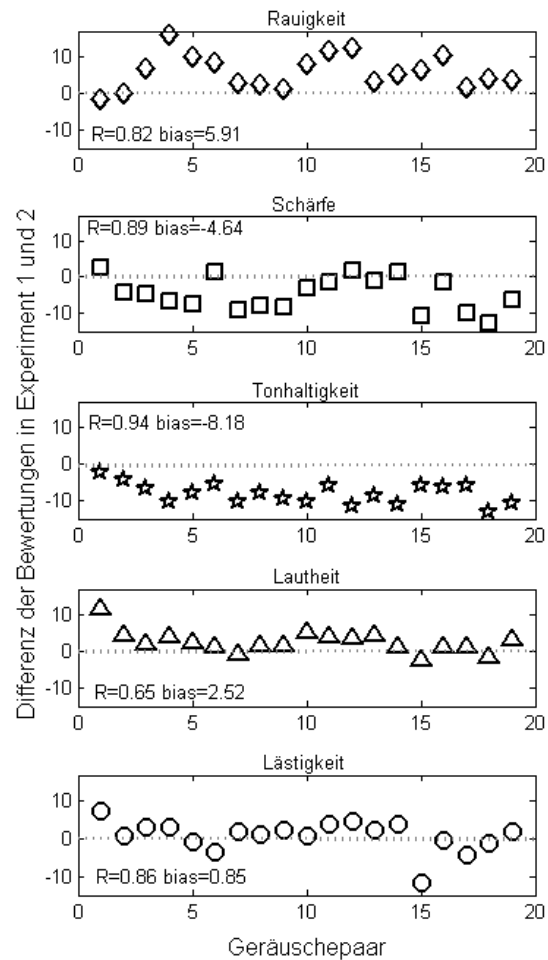 Rauigkeit
10
0
-10
R=0.82 bias=5.91
0 5 10 15 20
Schärfe
R=0.89 bias=-4.64
10
0
-10
0 5 10 15 20
Tonhaltigkeit
R=0.94 bias=-8.18
10
0
-10
0 5 10 15 20
Lautheit
10
0
-10
R=0.65 bias=2.52
0 5 10 15 20
Lästigkeit
10
0
-10
R=0.86 bias=0.85
0 5 10 15 20
Geräuschepaar
Differenz der Bewertungen in Experiment 1 und 2